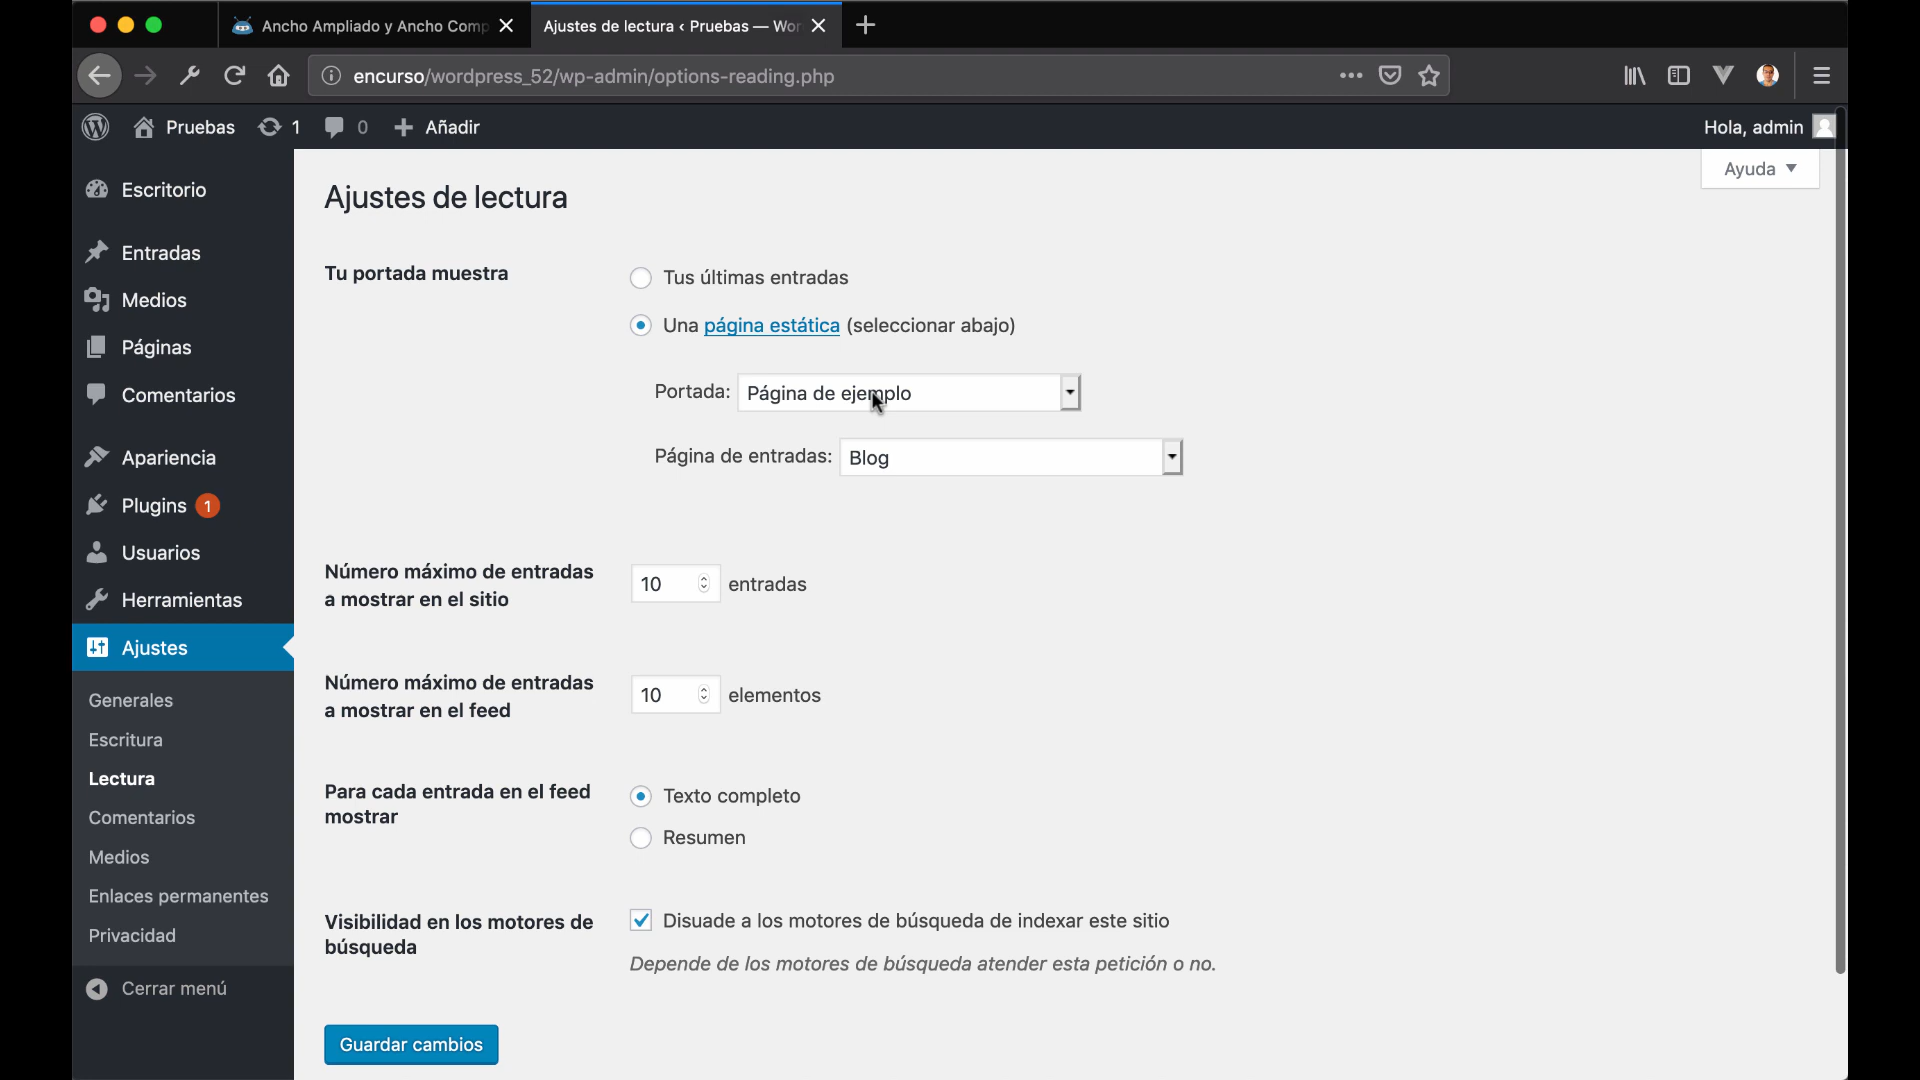 Ancho Ampliado y Ancho Comp
Ajustes de lectura ‹ Pruebas — Wor
encurso/wordpress_52/wp-admin/options-reading.php
Pruebas
1
0
Añadir
Hola, admin
Ayuda
Escritorio
Entradas
Medios
Páginas
Comentarios
Apariencia
Plugins 1
Usuarios
Herramientas
Ajustes
Generales
Escritura
Lectura
Comentarios
Medios
Enlaces permanentes
Privacidad
Cerrar menú
Ajustes de lectura
Tu portada muestra
Tus últimas entradas
Una página estática (seleccionar abajo)
Portada: Página de ejemplo
Página de entradas: Blog
Número máximo de entradas
a mostrar en el sitio
10 entradas
Número máximo de entradas
a mostrar en el feed
10 elementos
Para cada entrada en el feed
mostrar
Texto completo
Resumen
Visibilidad en los motores de
búsqueda
Disuade a los motores de búsqueda de indexar este sitio
Depende de los motores de búsqueda atender esta petición o no.
Guardar cambios